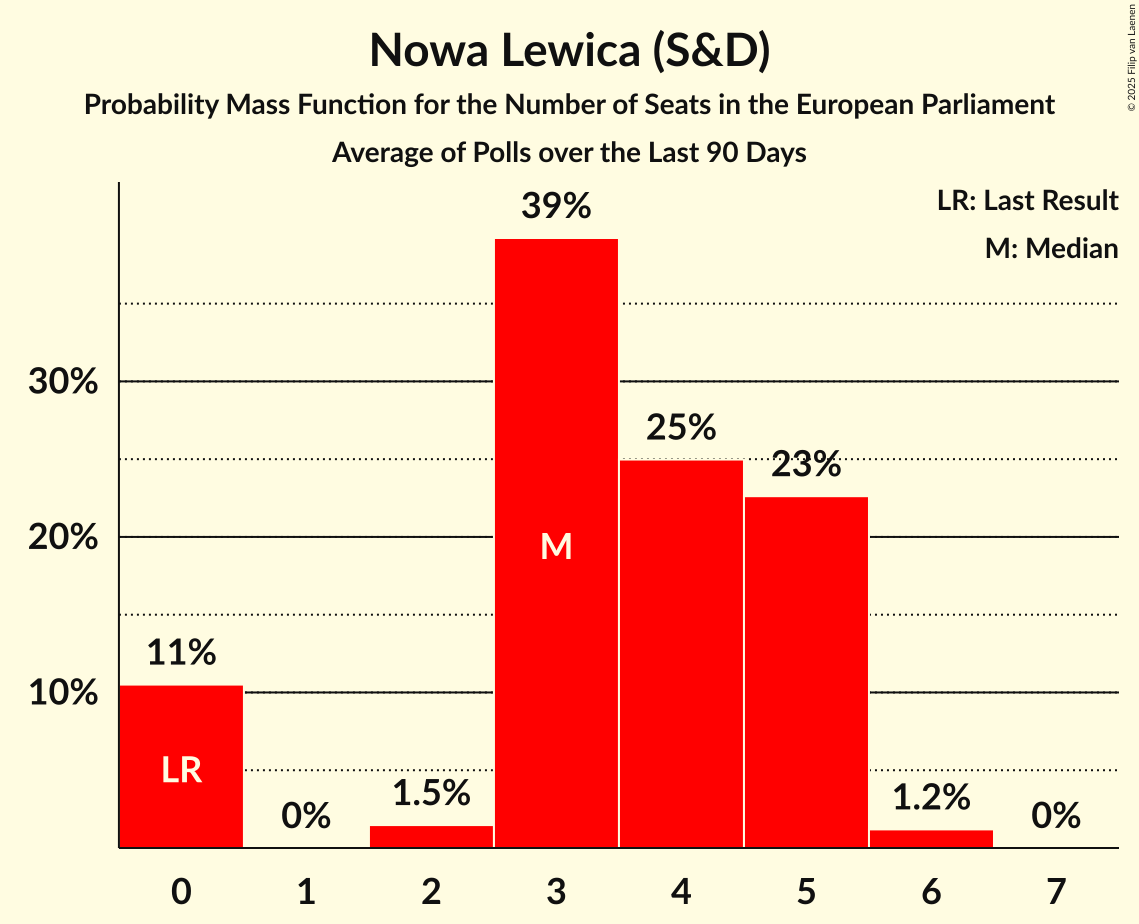 Nowa Lewica (S&D)
Probability Mass Function for the Number of Seats in the European Parliament
Average of Polls over the Last 90 Days
© 2025 Filip van Laenen
LR: Last Result
M: Median
39%
30%
25%
23%
20%
M
11%
10%
LR
0%
1.5%
1.2%
0%
0 1 2 3 4 5 6 7